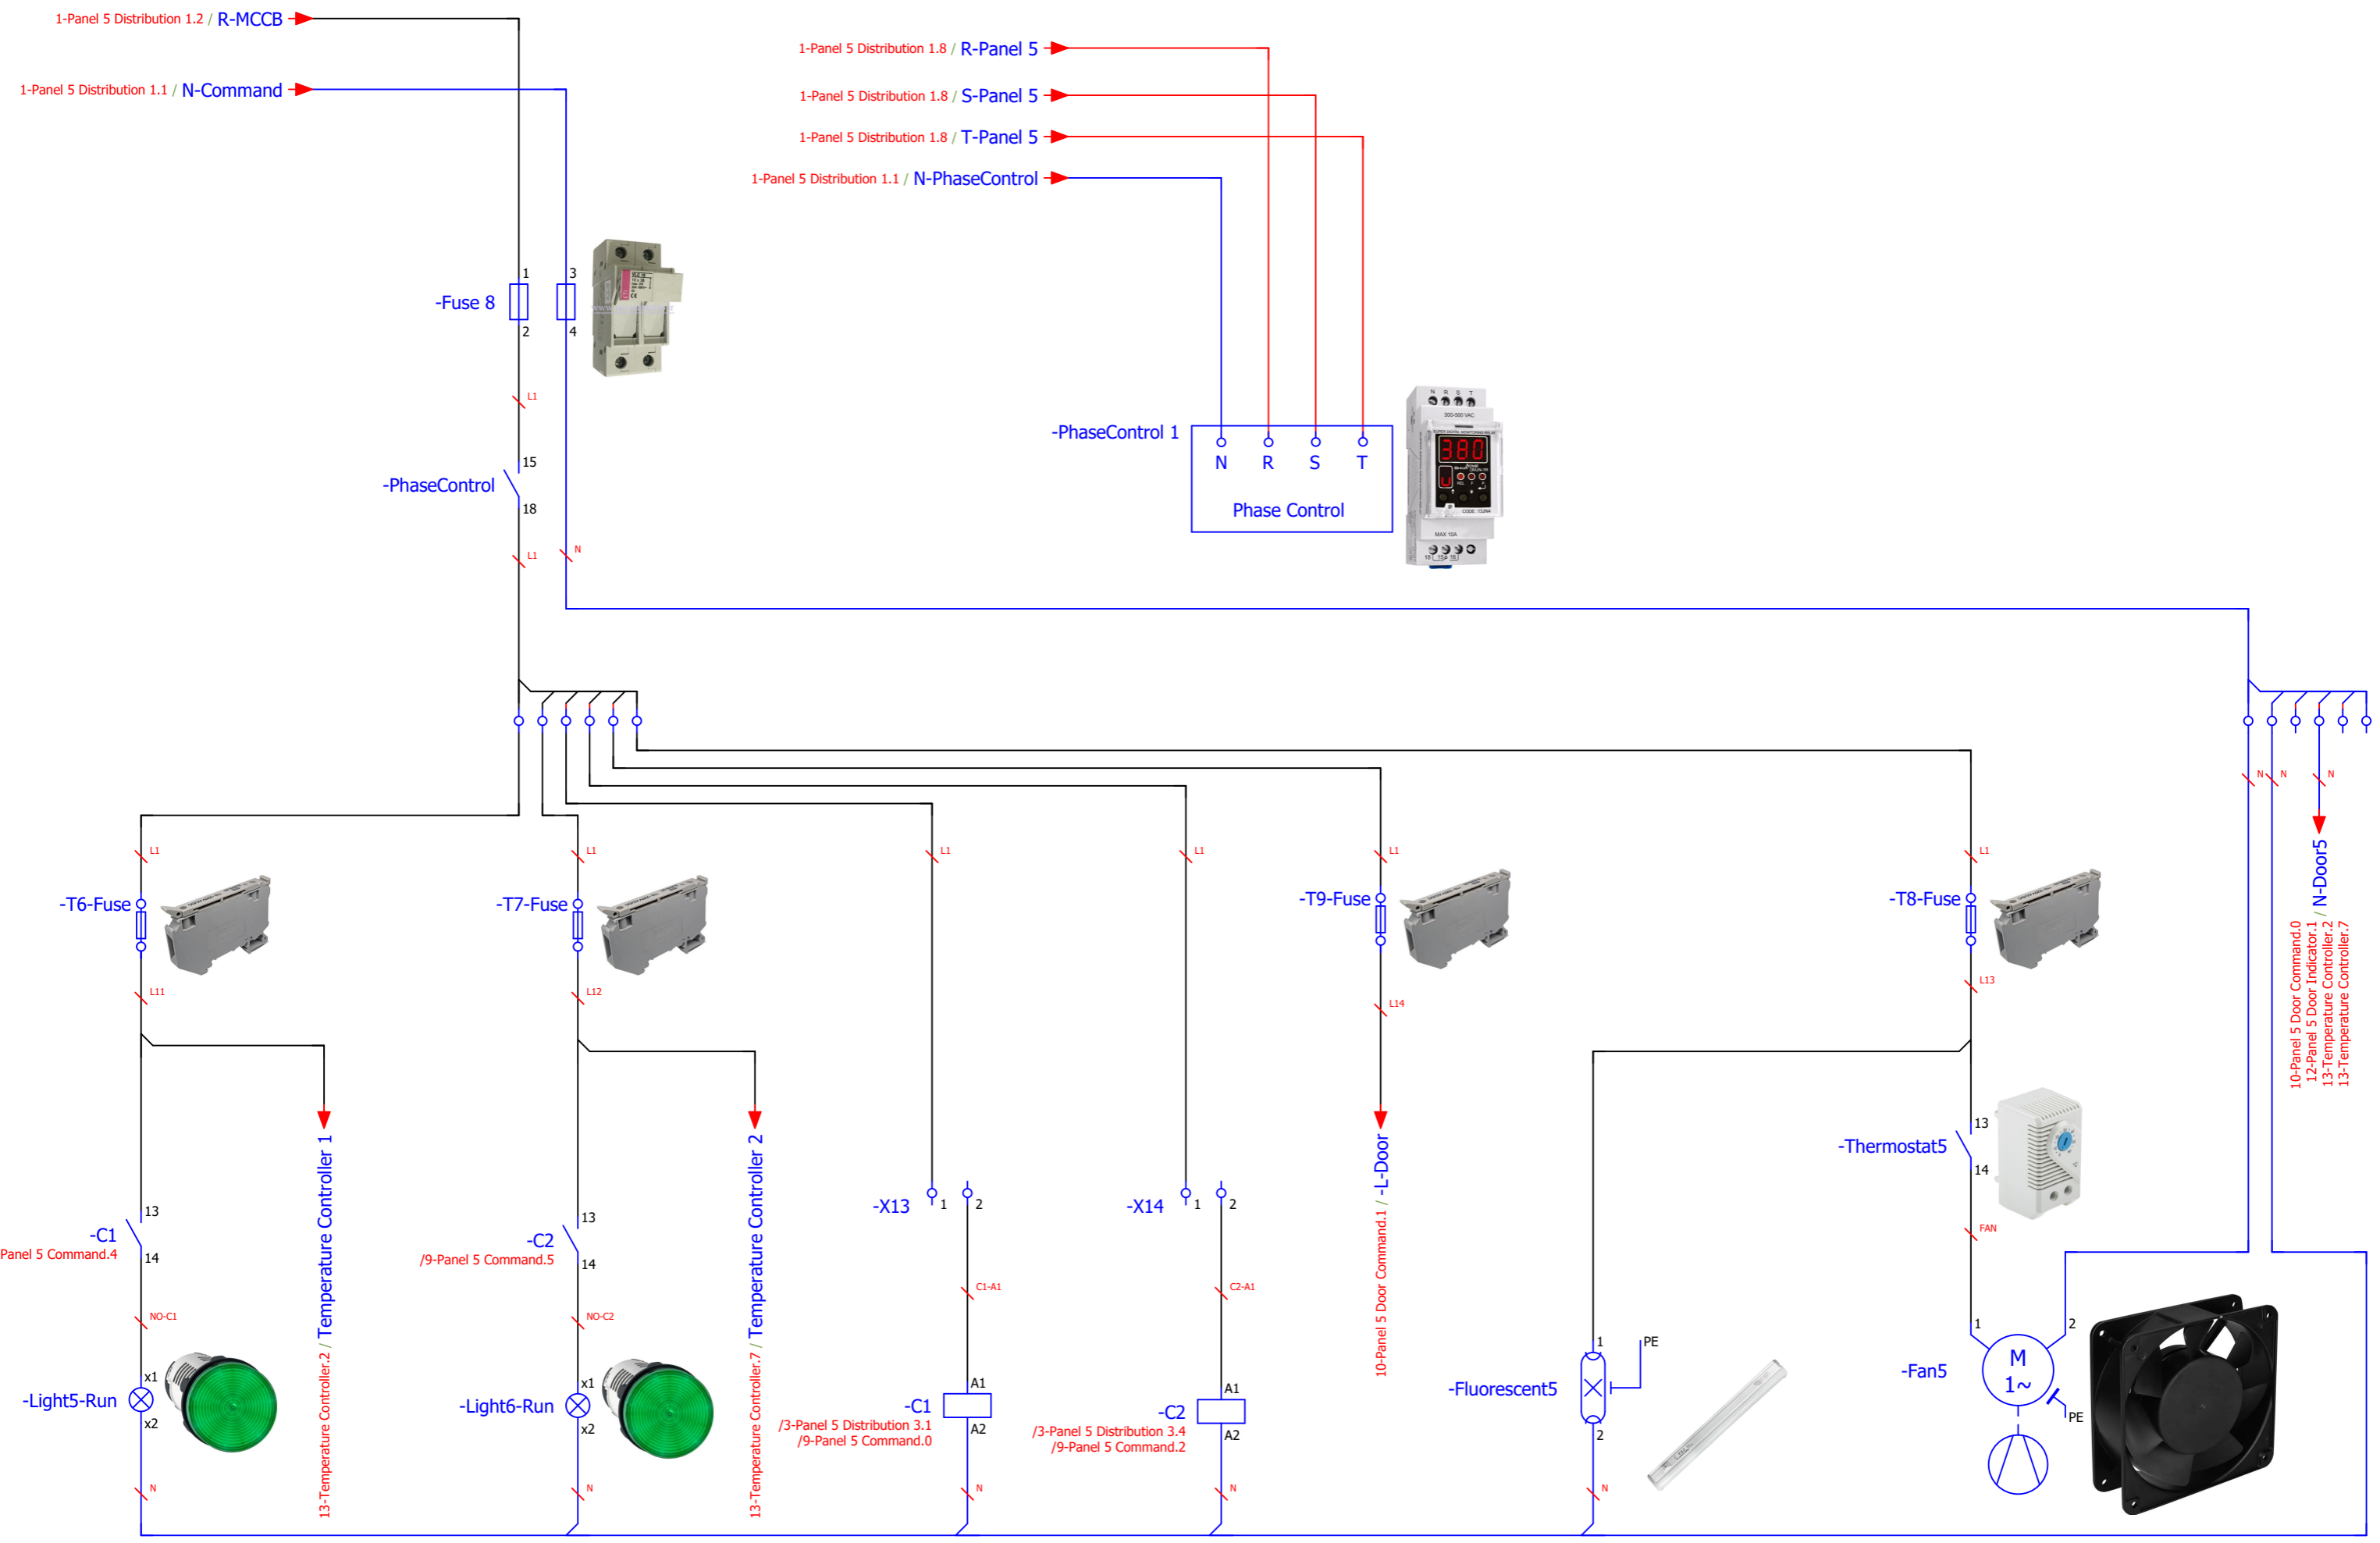 1-Panel 5 Distribution 1.2 / R-MCCB
1-Panel 5 Distribution 1.1 / N-Command
1-Panel 5 Distribution 1.8 / R-Panel 5
1-Panel 5 Distribution 1.8 / S-Panel 5
1-Panel 5 Distribution 1.8 / T-Panel 5
1-Panel 5 Distribution 1.1 / N-PhaseControl
-Fuse 8
1
2
3
4
L1
-PhaseControl
15
18
L1
N
-PhaseControl 1
N R S T
Phase Control
N R S T
300-500 VAC
380
U
CODE
MAX 10A
N
N
N
N-Door5
10-Panel 5 Door Command.0
12-Panel 5 Door Indicator.1 /
13-Temperature Controller.2
13-Temperature Controller.7
L1
-T6-Fuse
L11
L1
-T7-Fuse
L12
L1
L1
L1
-T9-Fuse
L14
L1
-T8-Fuse
L13
13-Temperature Controller.2 / Temperature Controller 1
13-Temperature Controller.7 / Temperature Controller 2
10-Panel 5 Door Command.1 / -L-Door
-C1
13
14
Panel 5 Command.4
NO-C1
-Light5-Run
x1
x2
N
-C2
13
14
/9-Panel 5 Command.5
NO-C2
-Light6-Run
x1
x2
N
-X13
1
2
C1-A1
-C1
A1
A2
/3-Panel 5 Distribution 3.1
/9-Panel 5 Command.0
N
-X14
1
2
C2-A1
-C2
A1
A2
/3-Panel 5 Distribution 3.4
/9-Panel 5 Command.2
N
-Fluorescent5
1
2
PE
N
-Thermostat5
13
14
FAN
-Fan5
1
2
M
1~
PE